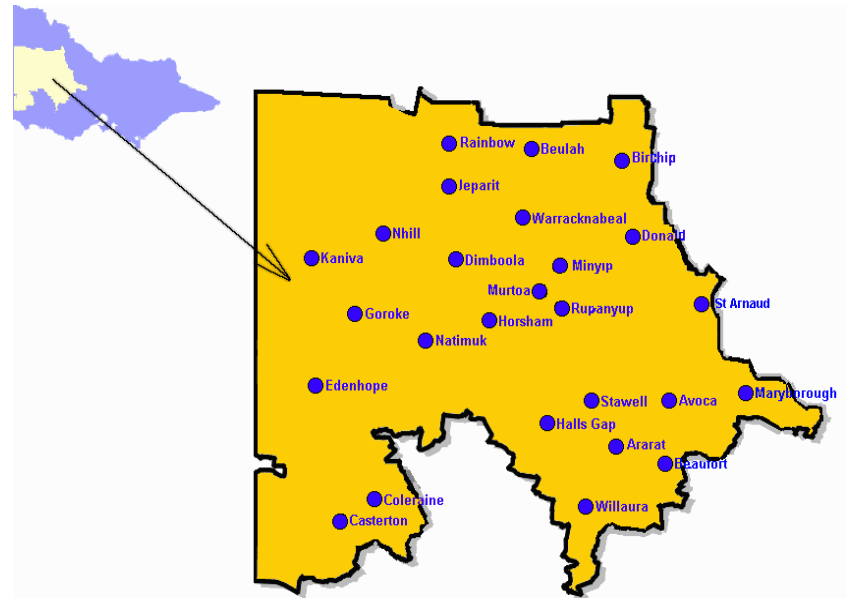 Rainbow
Beulah
Birchip
Jeparit
Warracknabeal
Nhill
Donald
Kaniva
Dimboola
Minyip
Murtoa
St Arnaud
Rupanyup
Goroke
Horsham
Natimuk
Edenhope
Maryborough
Stawell
Avoca
Halls Gap
Ararat
Beaufort
Coleraine
Willaura
Casterton